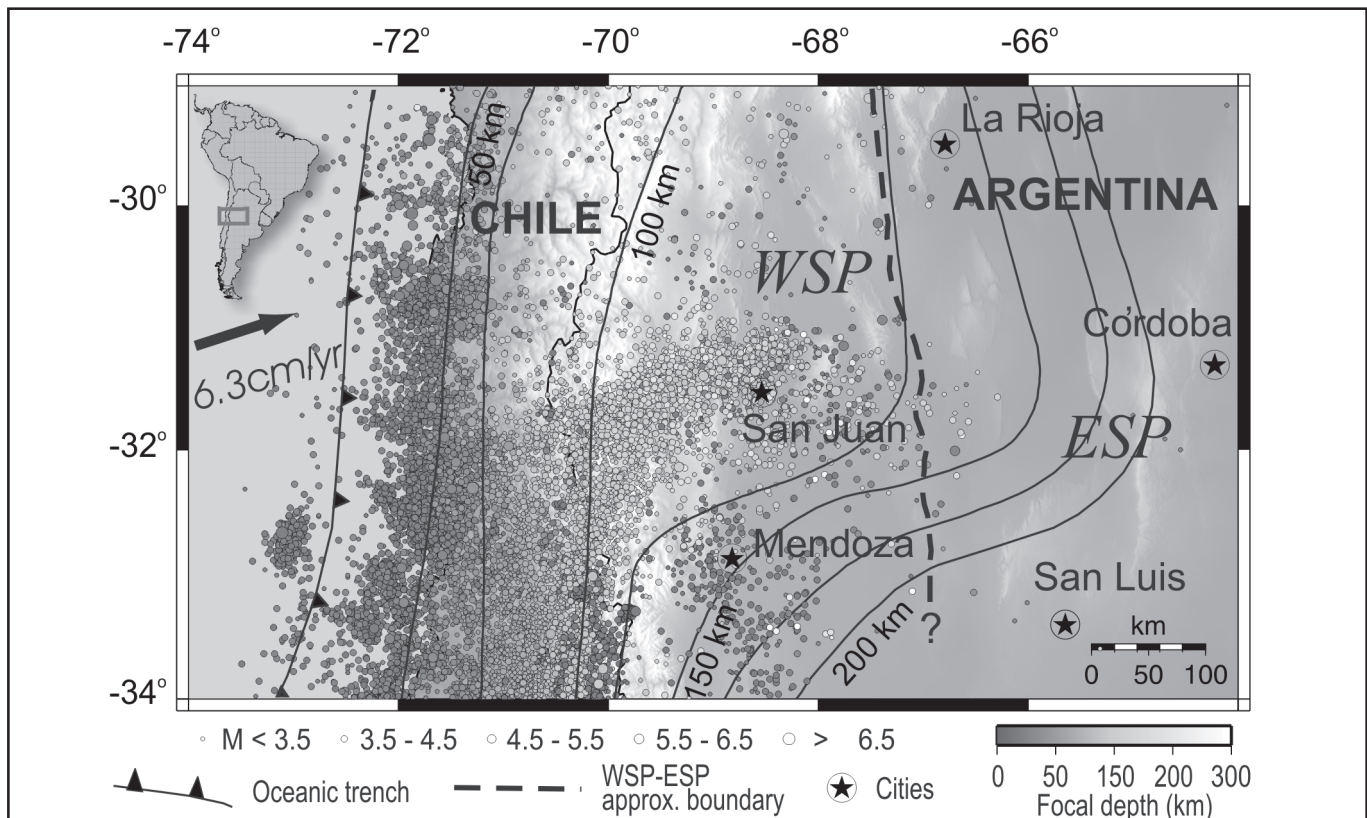 -74° -72° -70° -68° -66°
-30°
-32°
-34°
La Rioja
ARGENTINA
50 km
CHILE
100 km
WSP
Córdoba
6.3cm/yr
San Juan
ESP
Mendoza
San Luis
150 km
200 km
?
km
0 50 100
M < 3.5 3.5 - 4.5 4.5 - 5.5 5.5 - 6.5 > 6.5
Oceanic trench
WSP-ESP
approx. boundary
Cities
0 50 150 200 300
Focal depth (km)